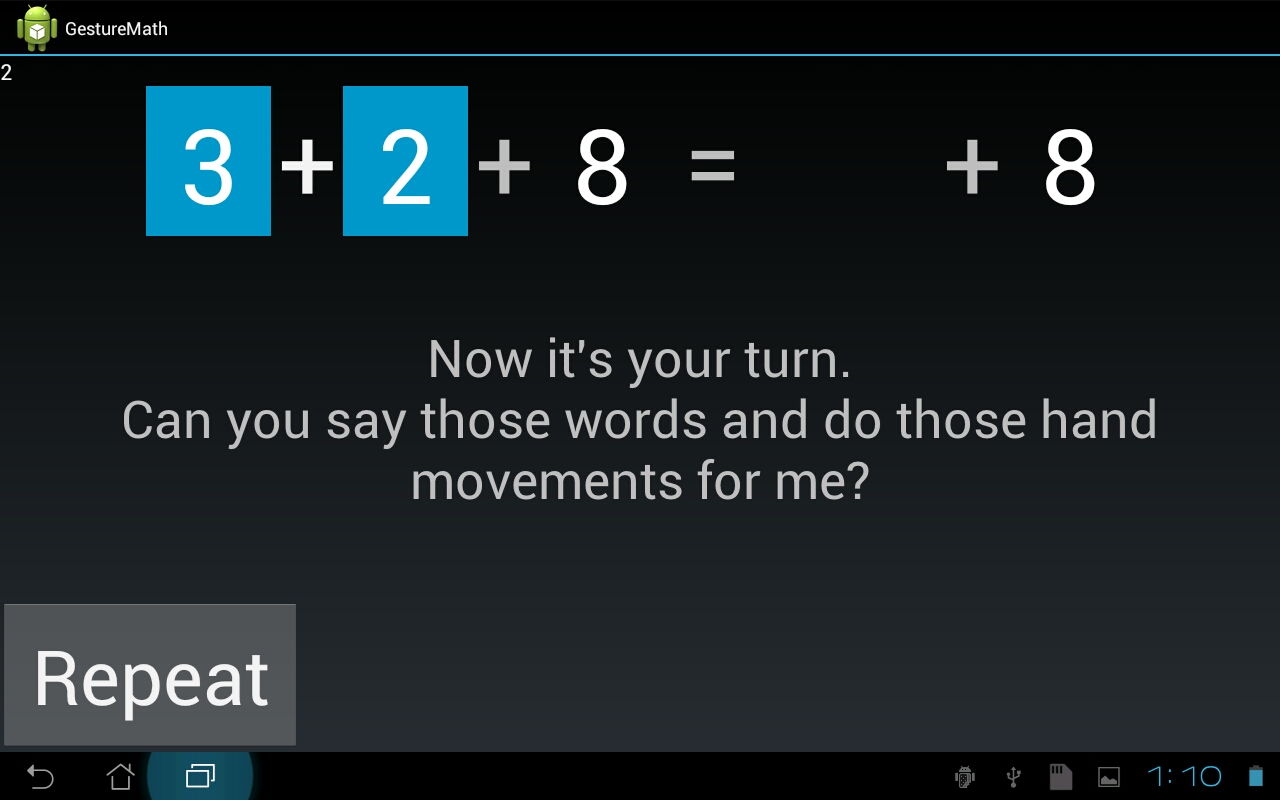 GestureMath
2
3 + 2 + 8 = + 8
Now it's your turn.
Can you say those words and do those hand
movements for me?
Repeat
1:10